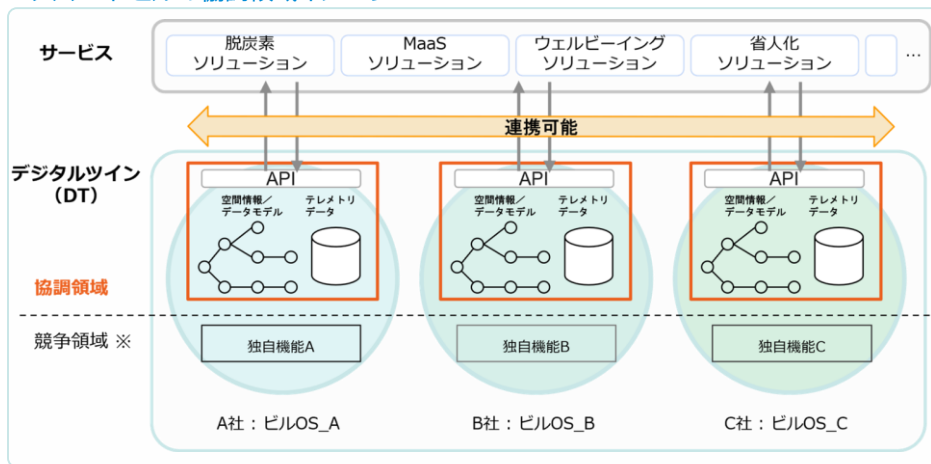 サービス
脱炭素
ソリューション
MaaS
ソリューション
ウェルビーイング
ソリューション
省人化
ソリューション
…
連携可能
デジタルツイン
（DT）
API
空間情報／
データモデル
テレメトリ
データ
API
空間情報／
データモデル
テレメトリ
データ
API
空間情報／
データモデル
テレメトリ
データ
協調領域
競争領域 ※
独自機能A
独自機能B
独自機能C
A社：ビルOS_A
B社：ビルOS_B
C社：ビルOS_C